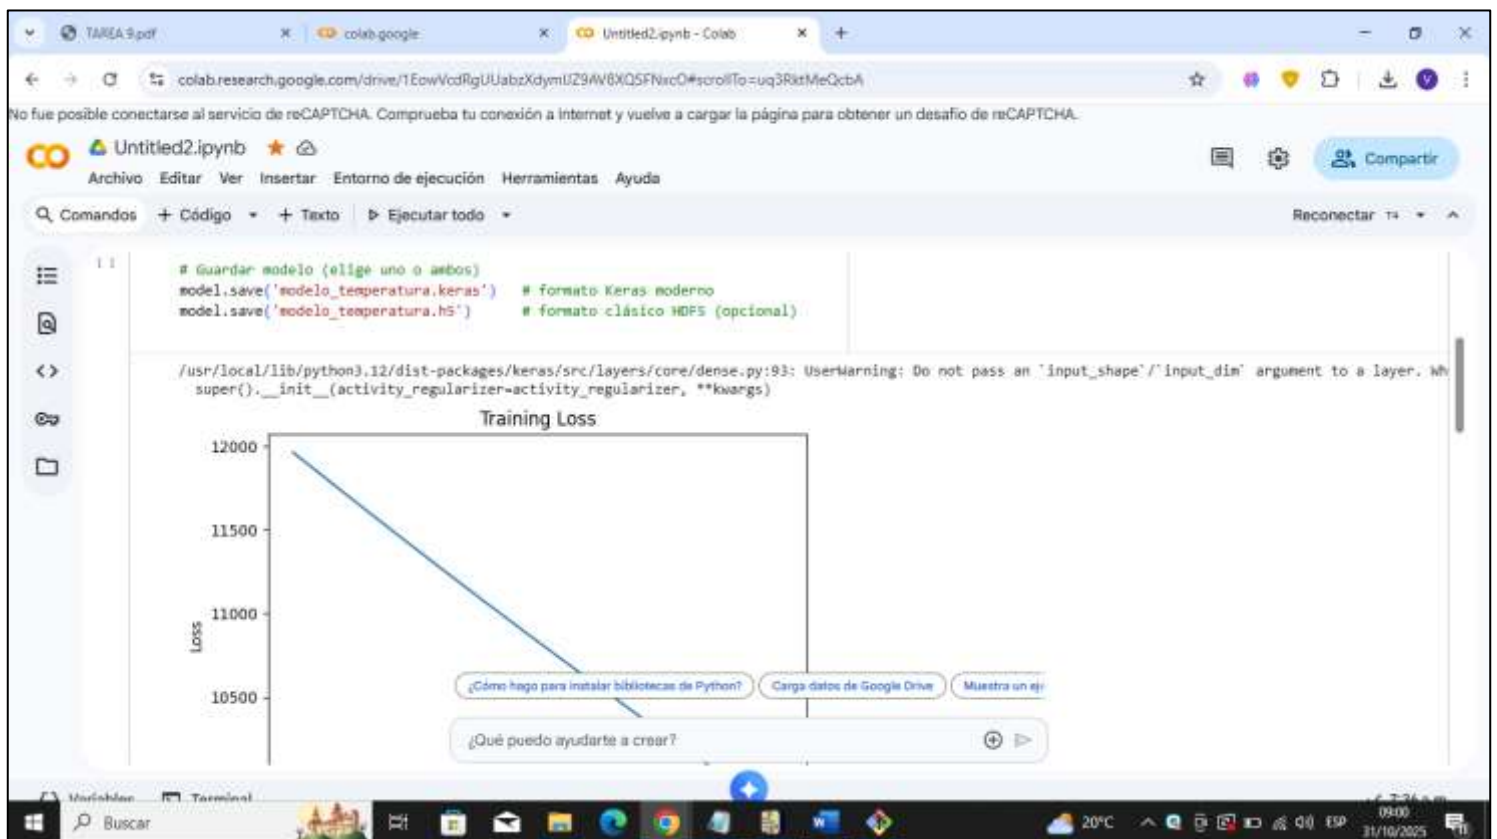 TAREA 9.pdf
colab.google
Untitled2.ipynb - Colab
colab.research.google.com/drive/
No fue posible conectarse al servicio de reCAPTCHA. Comprueba tu conexión a Internet y vuelve a cargar la página para obtener un desafío de reCAPTCHA.
CO
Untitled2.ipynb
Compartir
Archivo Editar Ver Insertar Entorno de ejecución Herramientas Ayuda
Comandos + Código + Texto Ejecutar todo
Reconectar T4
[ ]
# Guardar modelo (elige uno o ambos)
model.save('modelo_temperatura.keras') # formato Keras moderno
model.save('modelo_temperatura.h5') # formato clásico HDF5 (opcional)
/usr/local/lib/python3.12/dist-packages/keras/src/layers/core/dense.py:93: UserWarning: Do not pass an `input_shape`/`input_dim` argument to a layer. Wh
super().__init__(activity_regularizer=activity_regularizer, **kwargs)
Training Loss
12000
11500
11000
10500
Loss
¿Cómo hago para instalar bibliotecas de Python?
Carga datos de Google Drive
Muestra un eje
¿Qué puedo ayudarte a crear?
Variables
Terminal
Buscar
20°C
ESP
09:00
31/10/2025